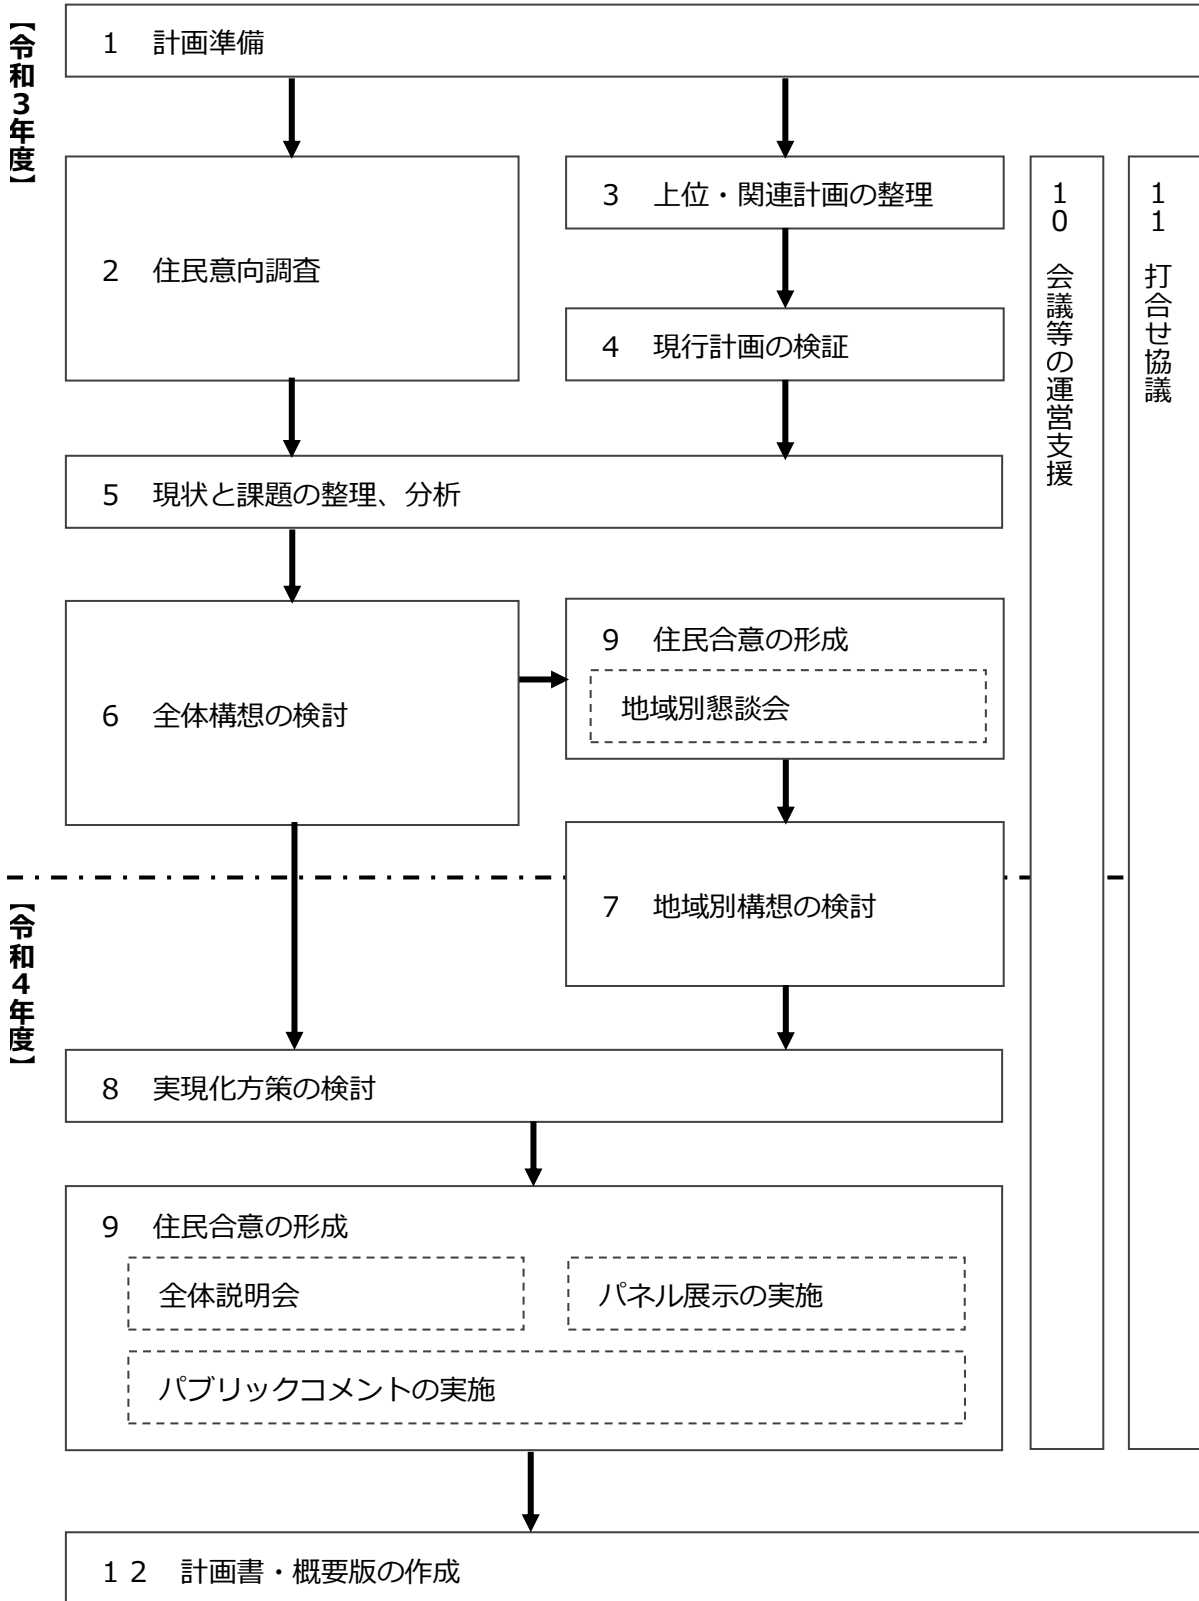 【令和３年度】
１　計画準備
２　住民意向調査
３　上位・関連計画の整理
４　現行計画の検証
１０　会議等の運営支援
１１　打合せ協議
５　現状と課題の整理、分析
６　全体構想の検討
９　住民合意の形成
地域別懇談会
７　地域別構想の検討
【令和４年度】
８　実現化方策の検討
９　住民合意の形成
全体説明会
パネル展示の実施
パブリックコメントの実施
１２　計画書・概要版の作成